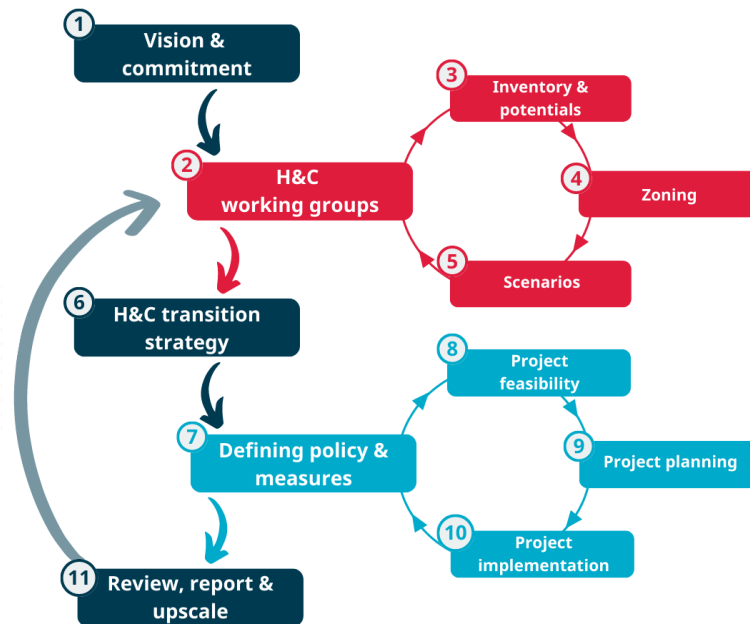 1
Vision &
commitment
2
H&C
working groups
3
Inventory &
potentials
4
Zoning
5
Scenarios
6
H&C transition
strategy
7
Defining policy &
measures
8
Project
feasibility
9
Project planning
10
Project
implementation
11
Review, report &
upscale